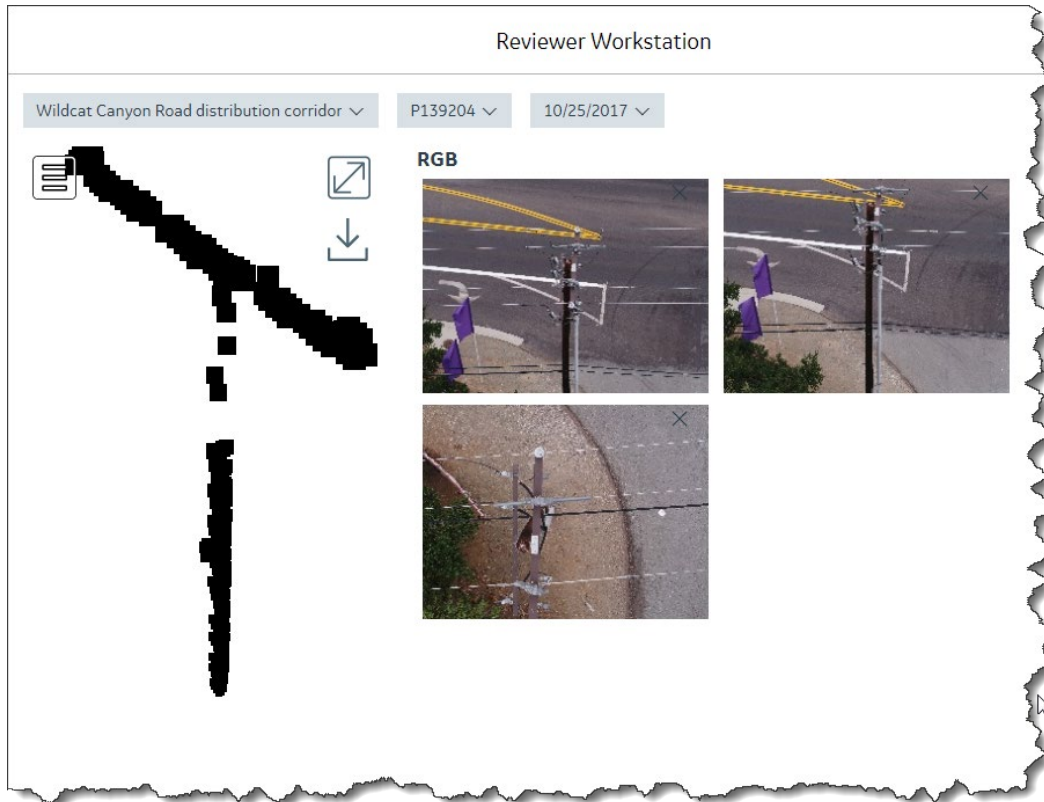 Reviewer Workstation
Wildcat Canyon Road distribution corridor
P139204
10/25/2017
RGB